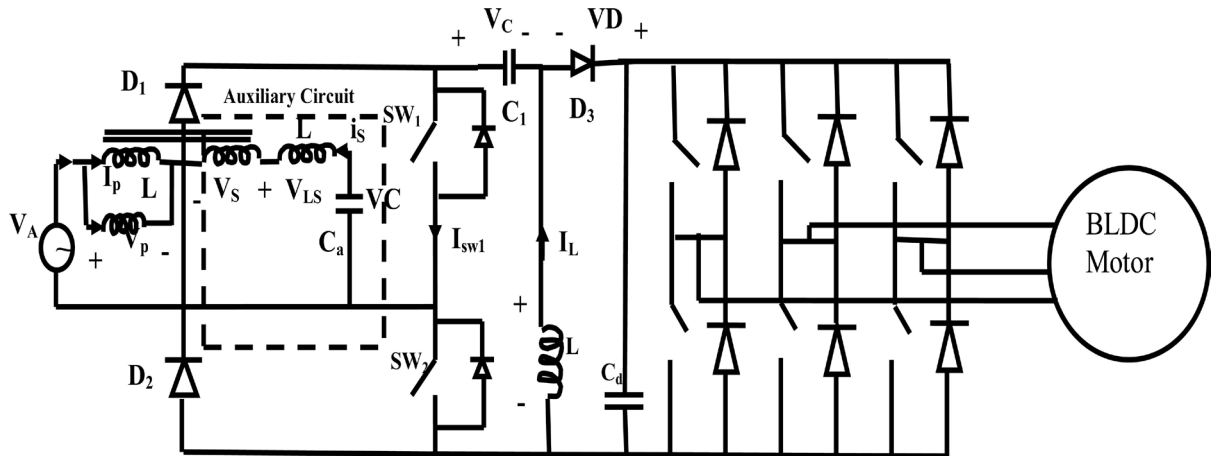 V_C - - VD
+ +
D_1
Auxiliary Circuit
SW_1
C_1
D_3
L i_S
I_p L - V_S + V_LS VC
V_A
V_p
+ -
C_a
I_sw1
I_L
+
BLDC
Motor
D_2
SW_2
L
C_d
-
~